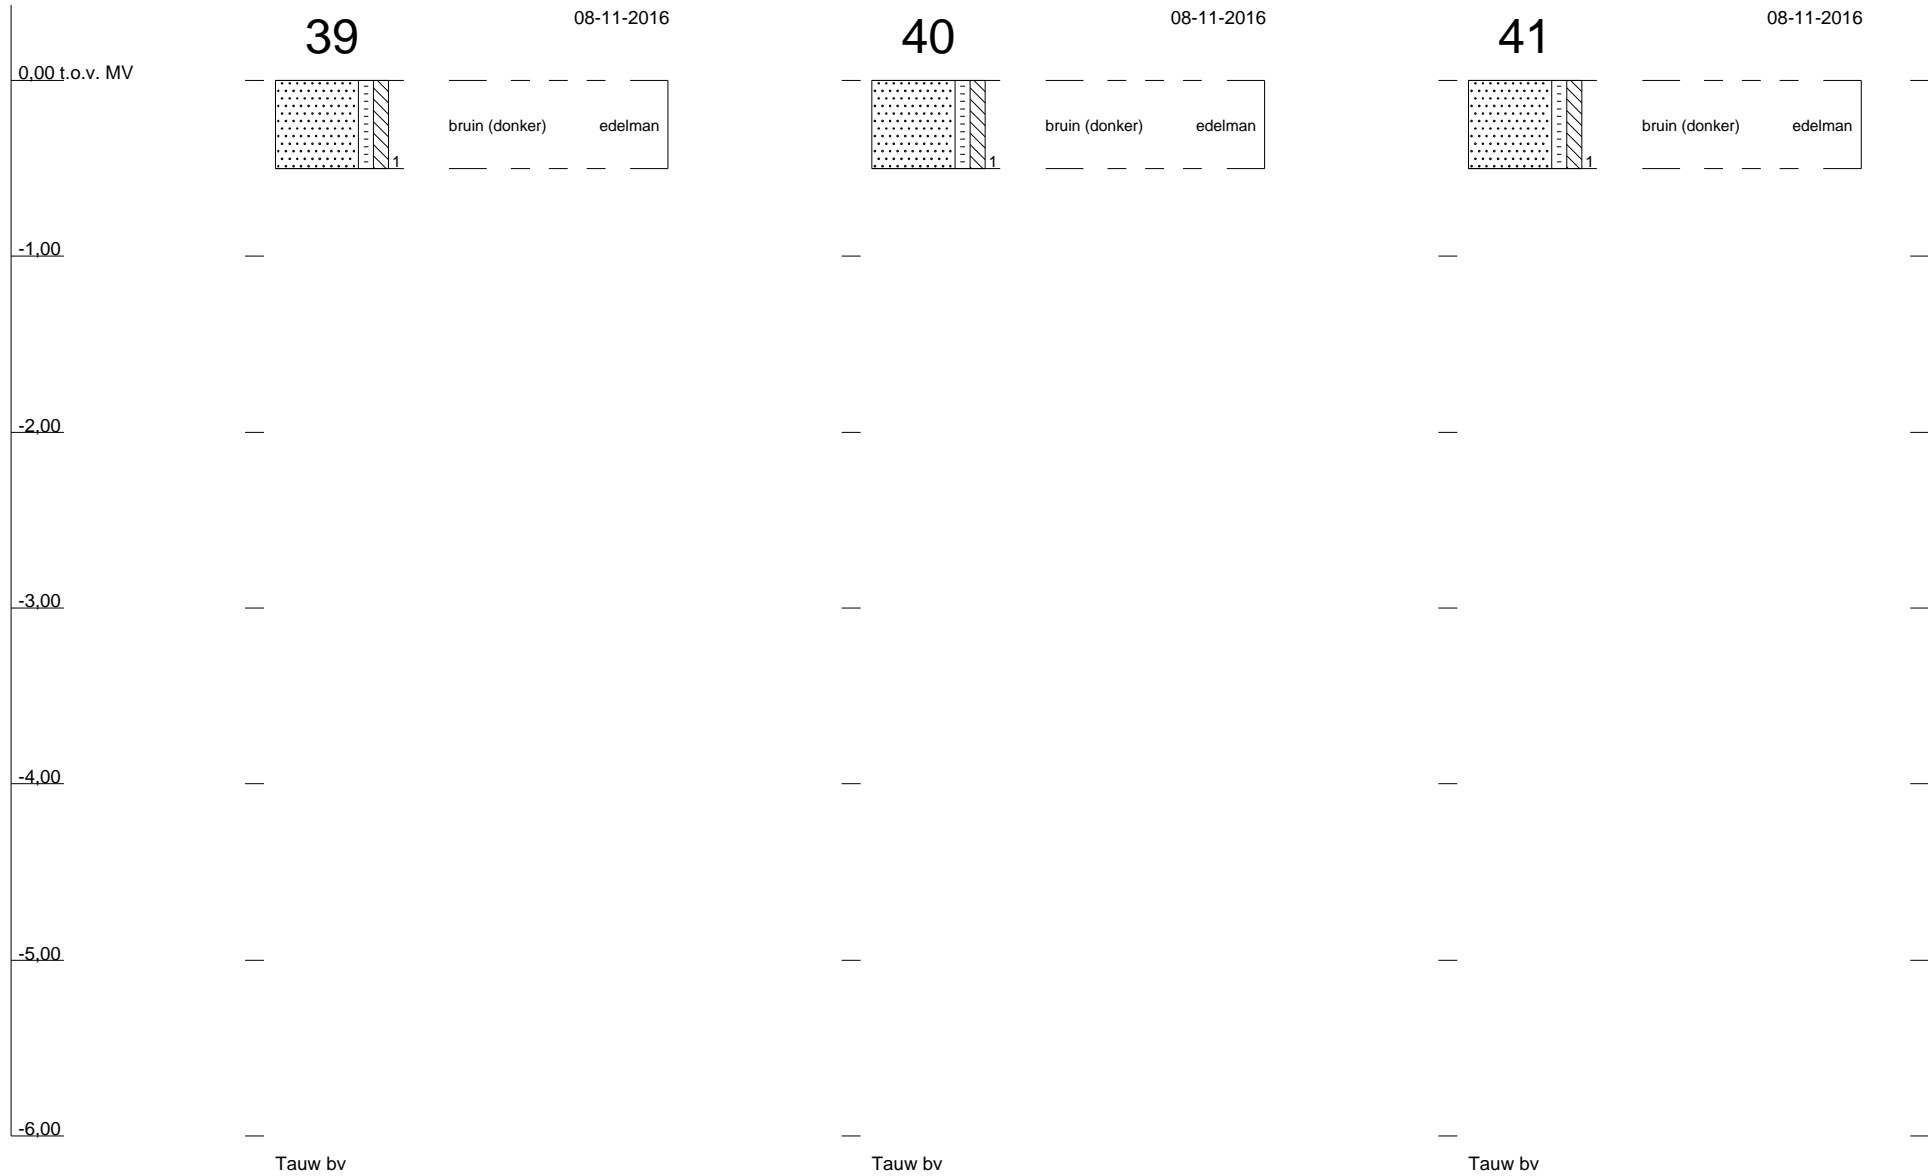 39 08-11-2016 40 08-11-2016 41 08-11-2016
0,00 t.o.v. MV
bruin (donker) edelman bruin (donker) edelman bruin (donker) edelman
1 1 1
-1,00
-2,00
-3,00
-4,00
-5,00
-6,00
Tauw bv Tauw bv Tauw bv